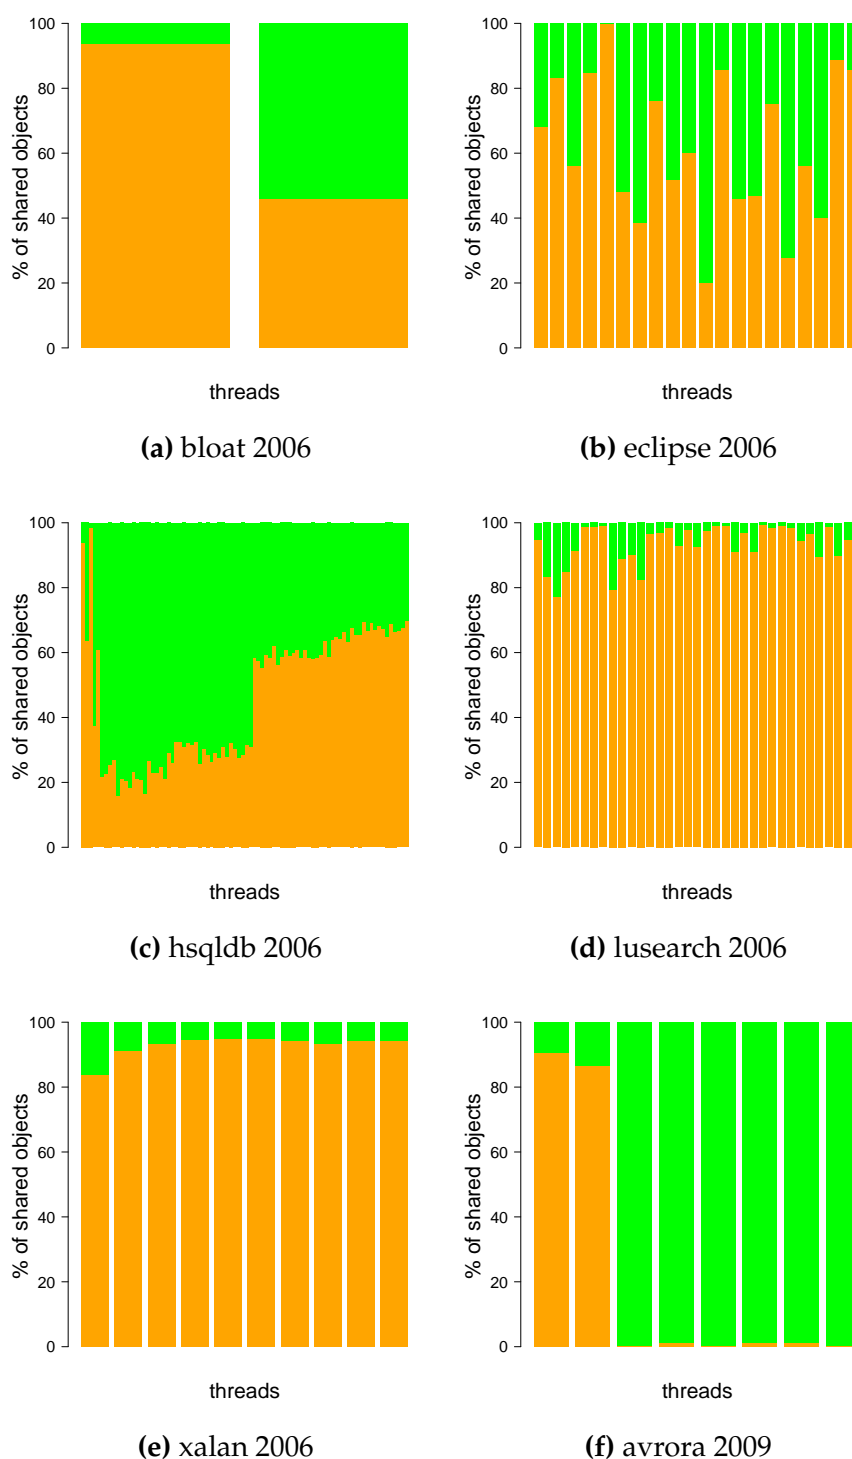 100
80
60
40
20
0
% of shared objects
threads
(a) bloat 2006
100
80
60
40
20
0
% of shared objects
threads
(b) eclipse 2006
100
80
60
40
20
0
% of shared objects
threads
(c) hsqldb 2006
100
80
60
40
20
0
% of shared objects
threads
(d) lusearch 2006
100
80
60
40
20
0
% of shared objects
threads
(e) xalan 2006
100
80
60
40
20
0
% of shared objects
threads
(f) avrora 2009